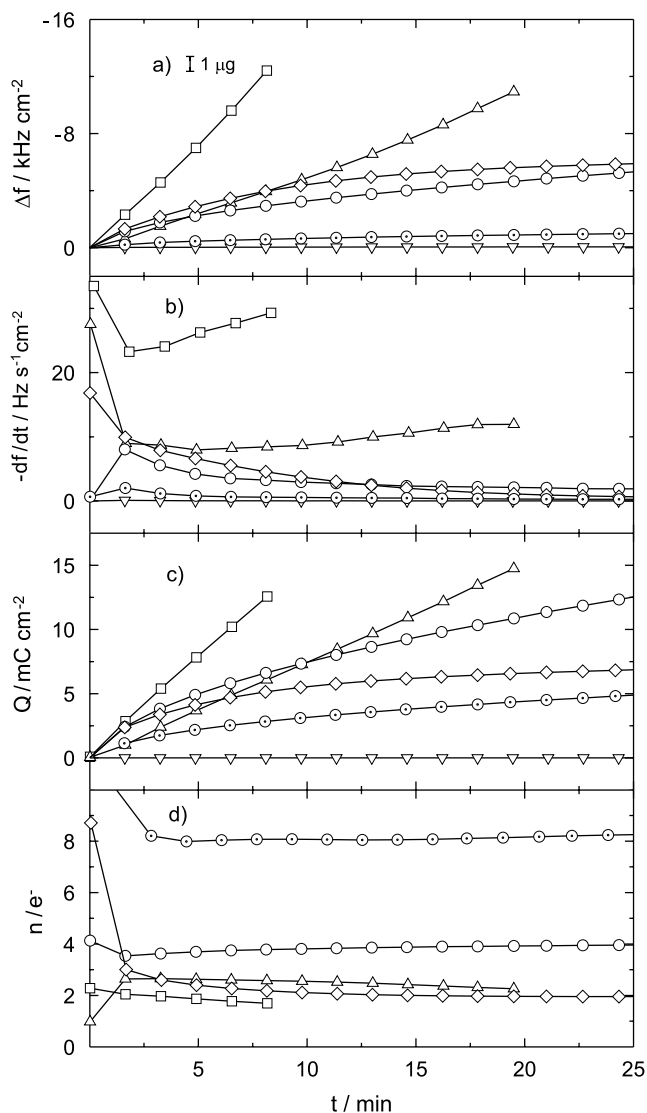 -16
a) I 1 µg
-8
Δf / kHz cm-2
0
b)
20
-df/dt / Hz s-1cm-2
0
15
c)
10
Q / mC cm-2
5
0
d)
8
6
n / e-
4
2
0
5 10 15 20 25
t / min